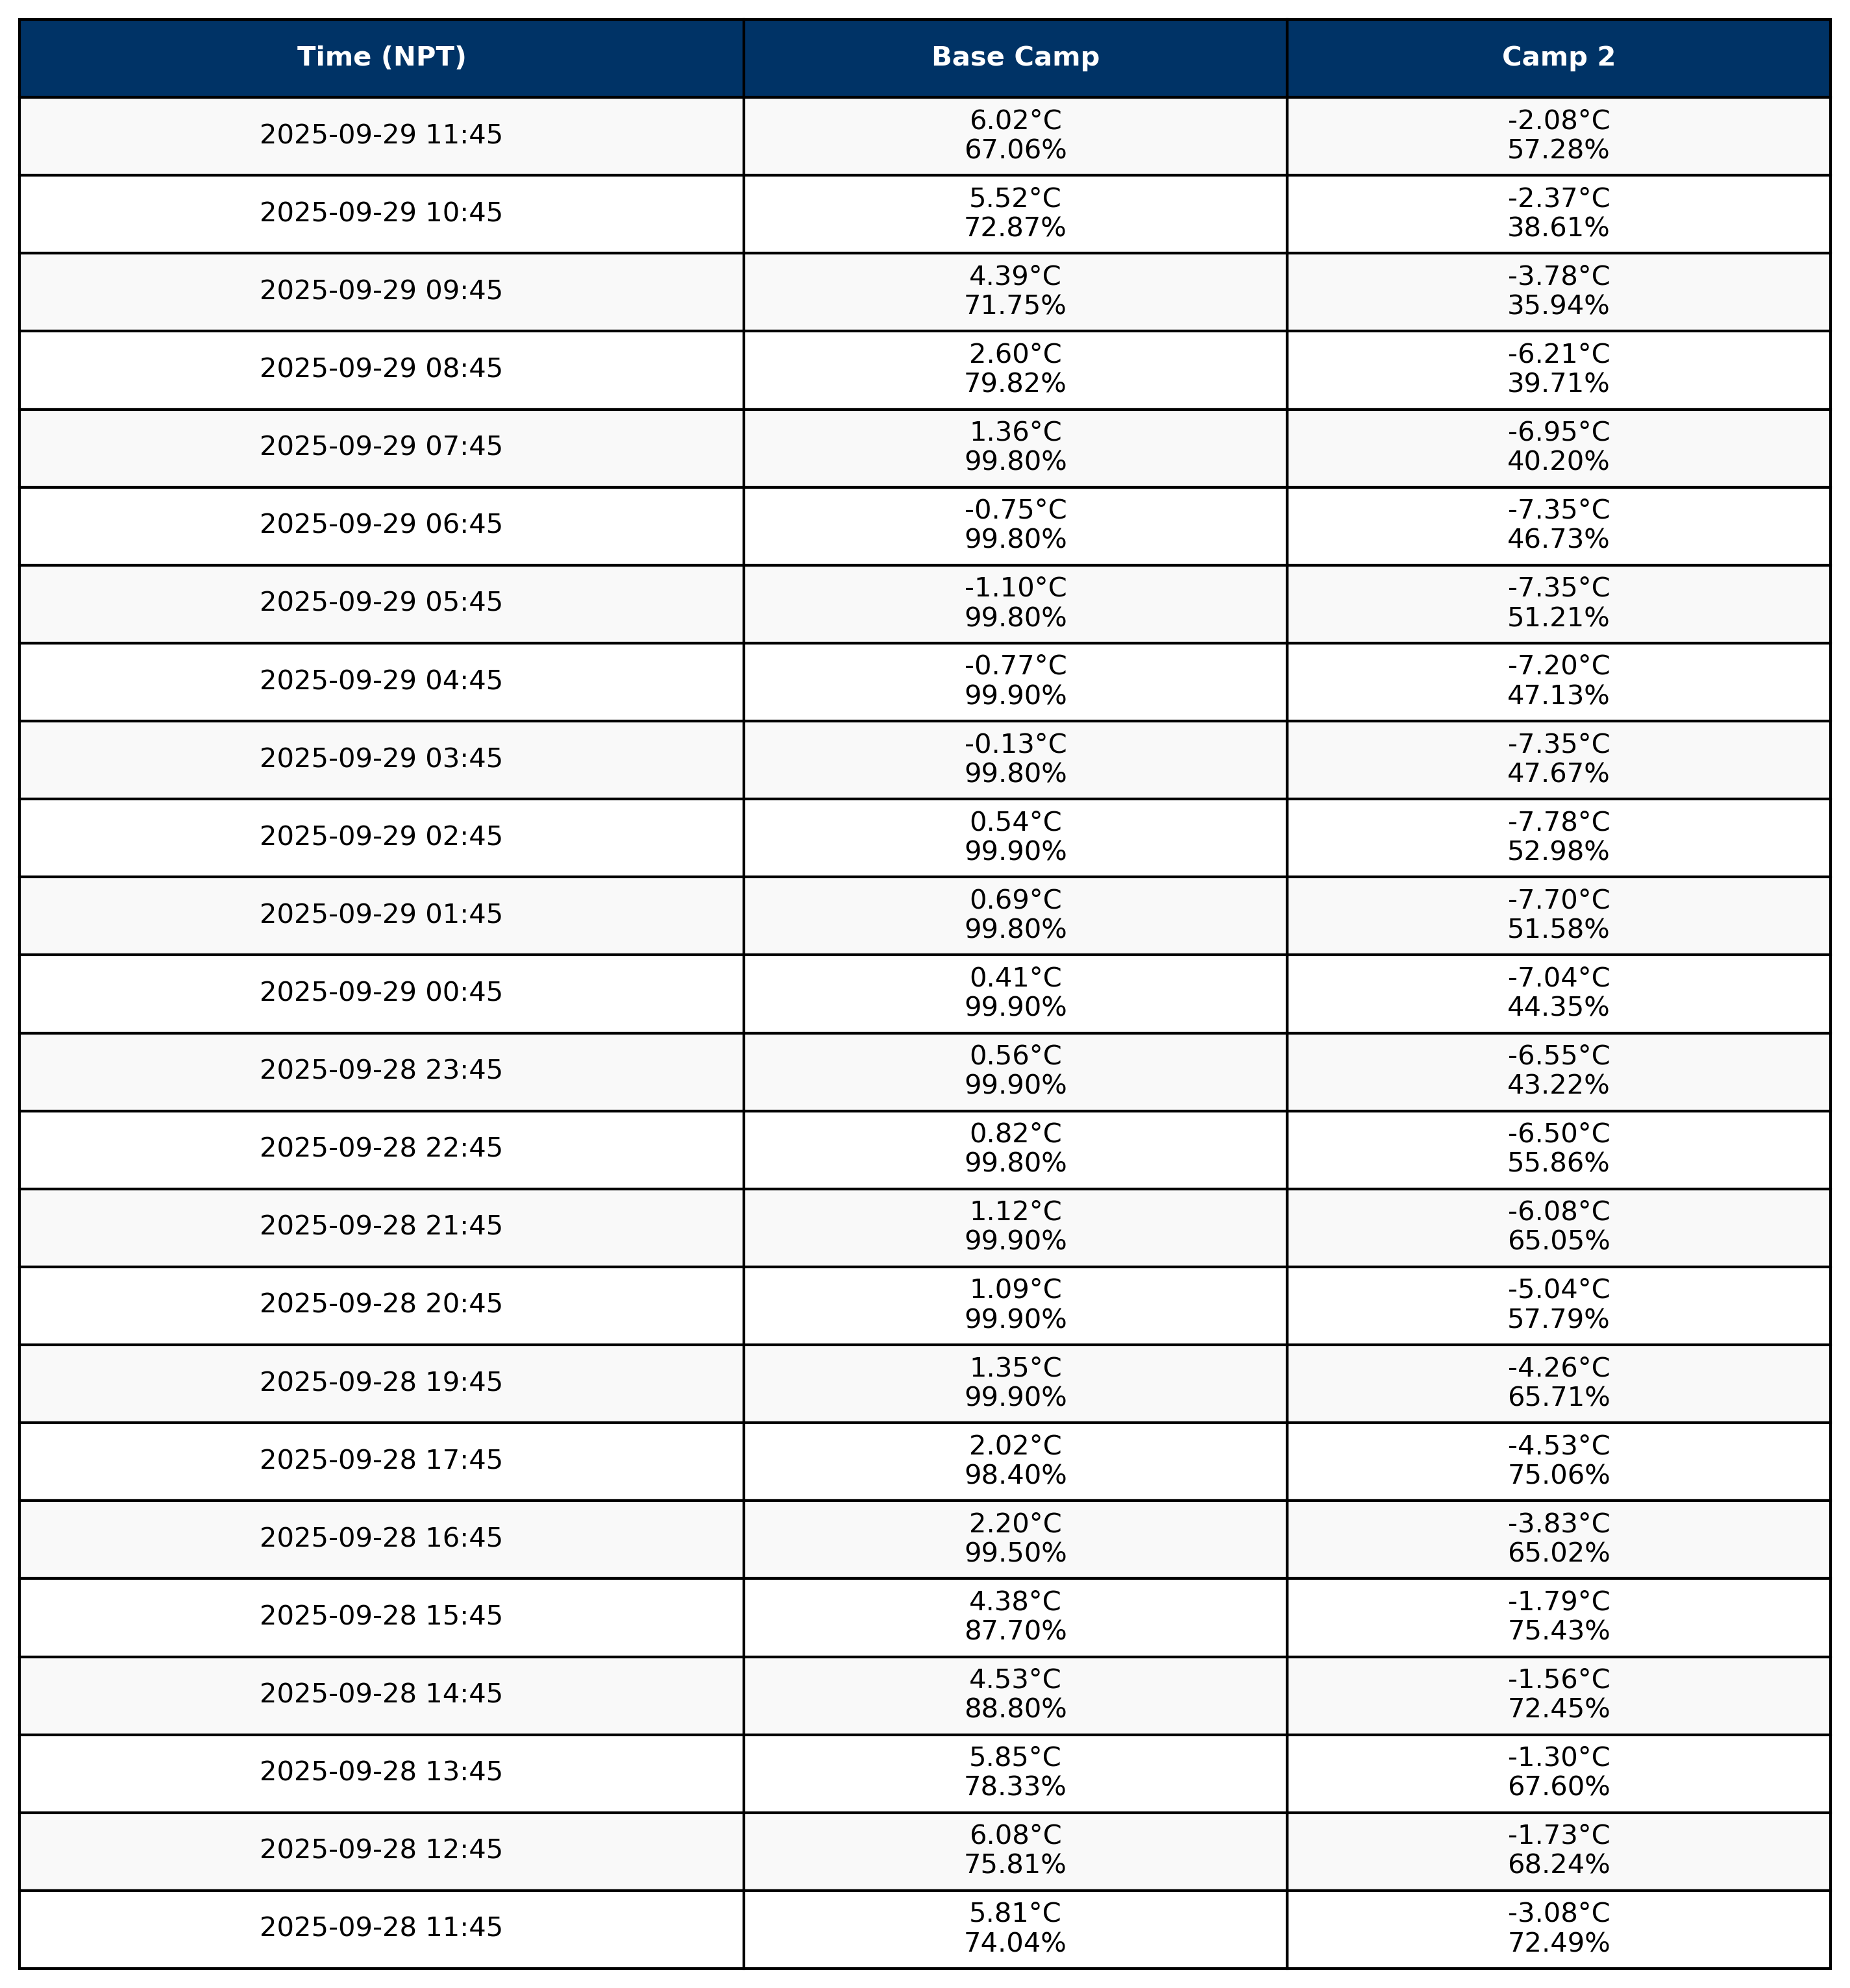 Time (NPT) Base Camp Camp 2
2025-09-29 11:45 6.02°C -2.08°C
67.06% 57.28%
2025-09-29 10:45 5.52°C -2.37°C
72.87% 38.61%
2025-09-29 09:45 4.39°C -3.78°C
71.75% 35.94%
2025-09-29 08:45 2.60°C -6.21°C
79.82% 39.71%
2025-09-29 07:45 1.36°C -6.95°C
99.80% 40.20%
2025-09-29 06:45 -0.75°C -7.35°C
99.80% 46.73%
2025-09-29 05:45 -1.10°C -7.35°C
99.80% 51.21%
2025-09-29 04:45 -0.77°C -7.20°C
99.90% 47.13%
2025-09-29 03:45 -0.13°C -7.35°C
99.80% 47.67%
2025-09-29 02:45 0.54°C -7.78°C
99.90% 52.98%
2025-09-29 01:45 0.69°C -7.70°C
99.80% 51.58%
2025-09-29 00:45 0.41°C -7.04°C
99.90% 44.35%
2025-09-28 23:45 0.56°C -6.55°C
99.90% 43.22%
2025-09-28 22:45 0.82°C -6.50°C
99.80% 55.86%
2025-09-28 21:45 1.12°C -6.08°C
99.90% 65.05%
2025-09-28 20:45 1.09°C -5.04°C
99.90% 57.79%
2025-09-28 19:45 1.35°C -4.26°C
99.90% 65.71%
2025-09-28 17:45 2.02°C -4.53°C
98.40% 75.06%
2025-09-28 16:45 2.20°C -3.83°C
99.50% 65.02%
2025-09-28 15:45 4.38°C -1.79°C
87.70% 75.43%
2025-09-28 14:45 4.53°C -1.56°C
88.80% 72.45%
2025-09-28 13:45 5.85°C -1.30°C
78.33% 67.60%
2025-09-28 12:45 6.08°C -1.73°C
75.81% 68.24%
2025-09-28 11:45 5.81°C -3.08°C
74.04% 72.49%